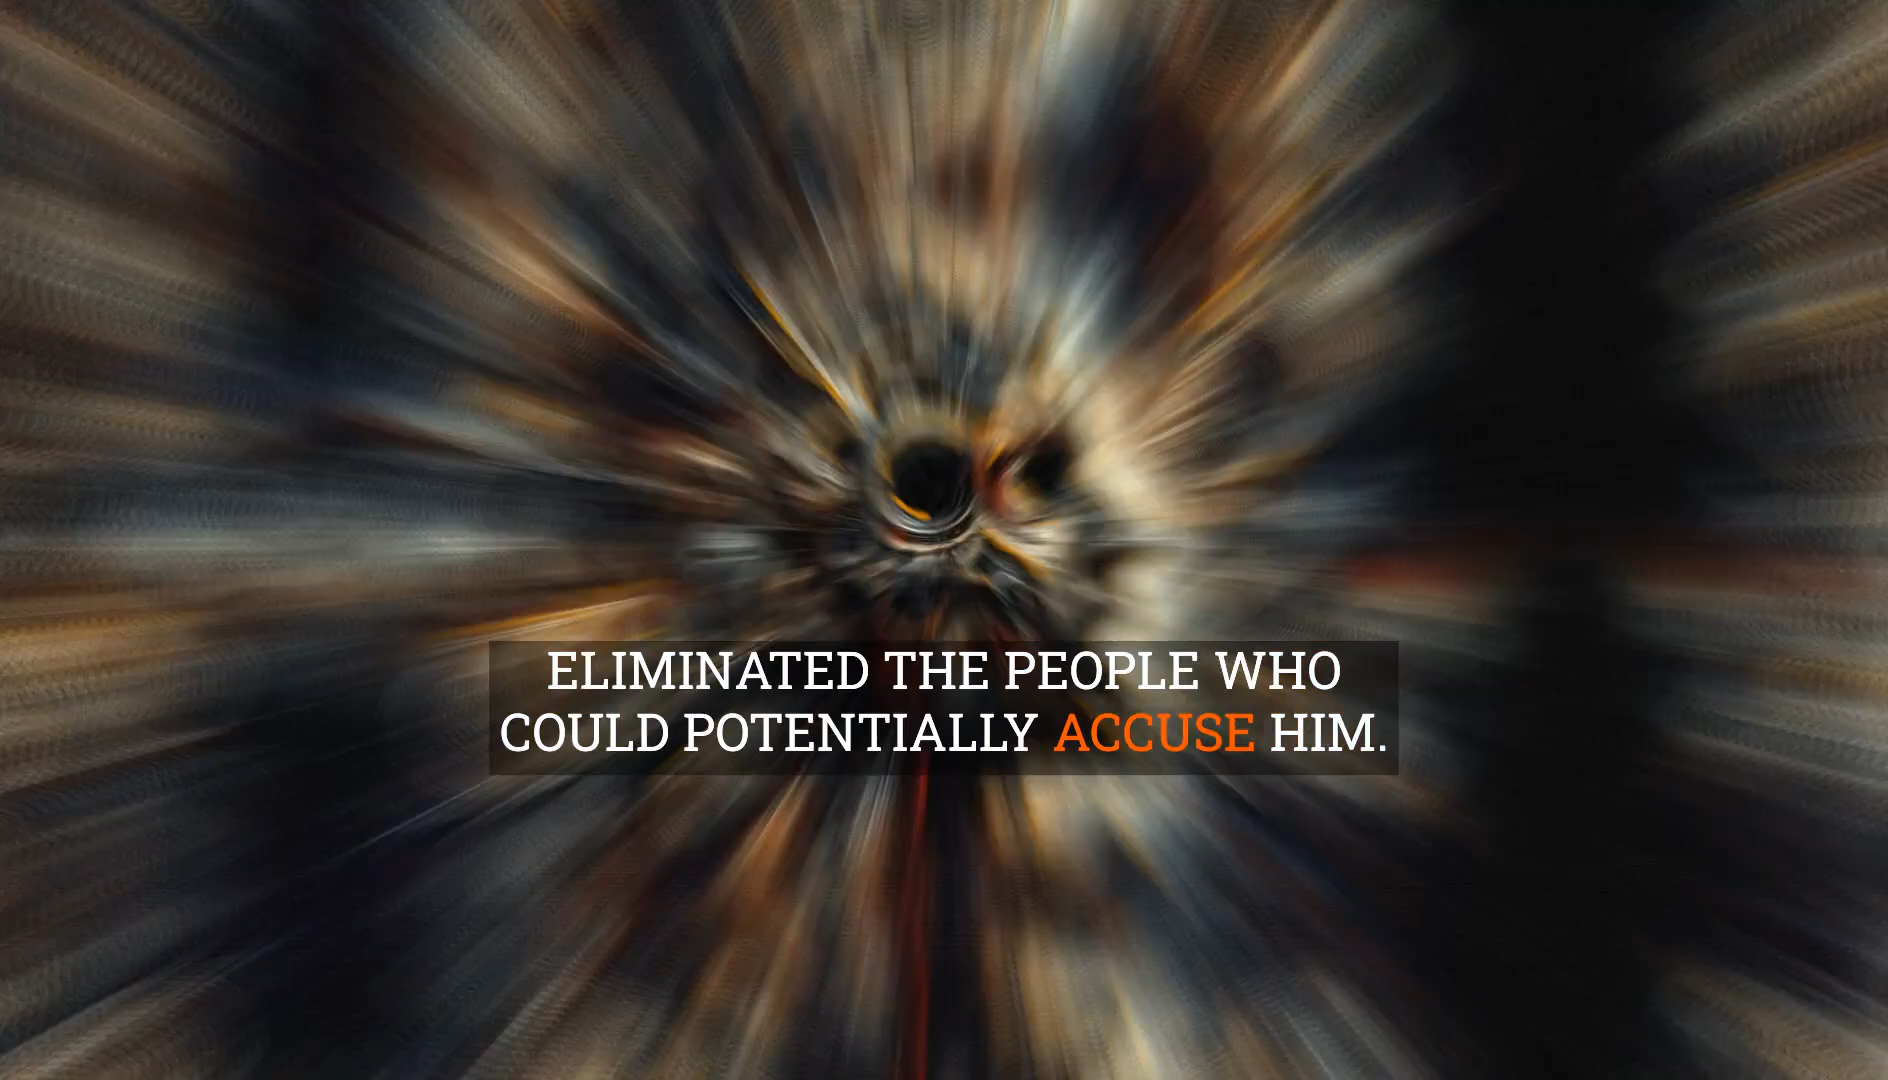 ELIMINATED THE PEOPLE WHO
COULD POTENTIALLY ACCUSE HIM.